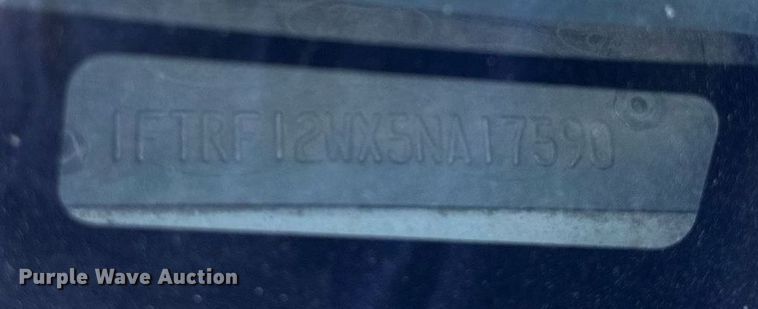 1FTRF12WX5NA17590
Purple Wave Auction